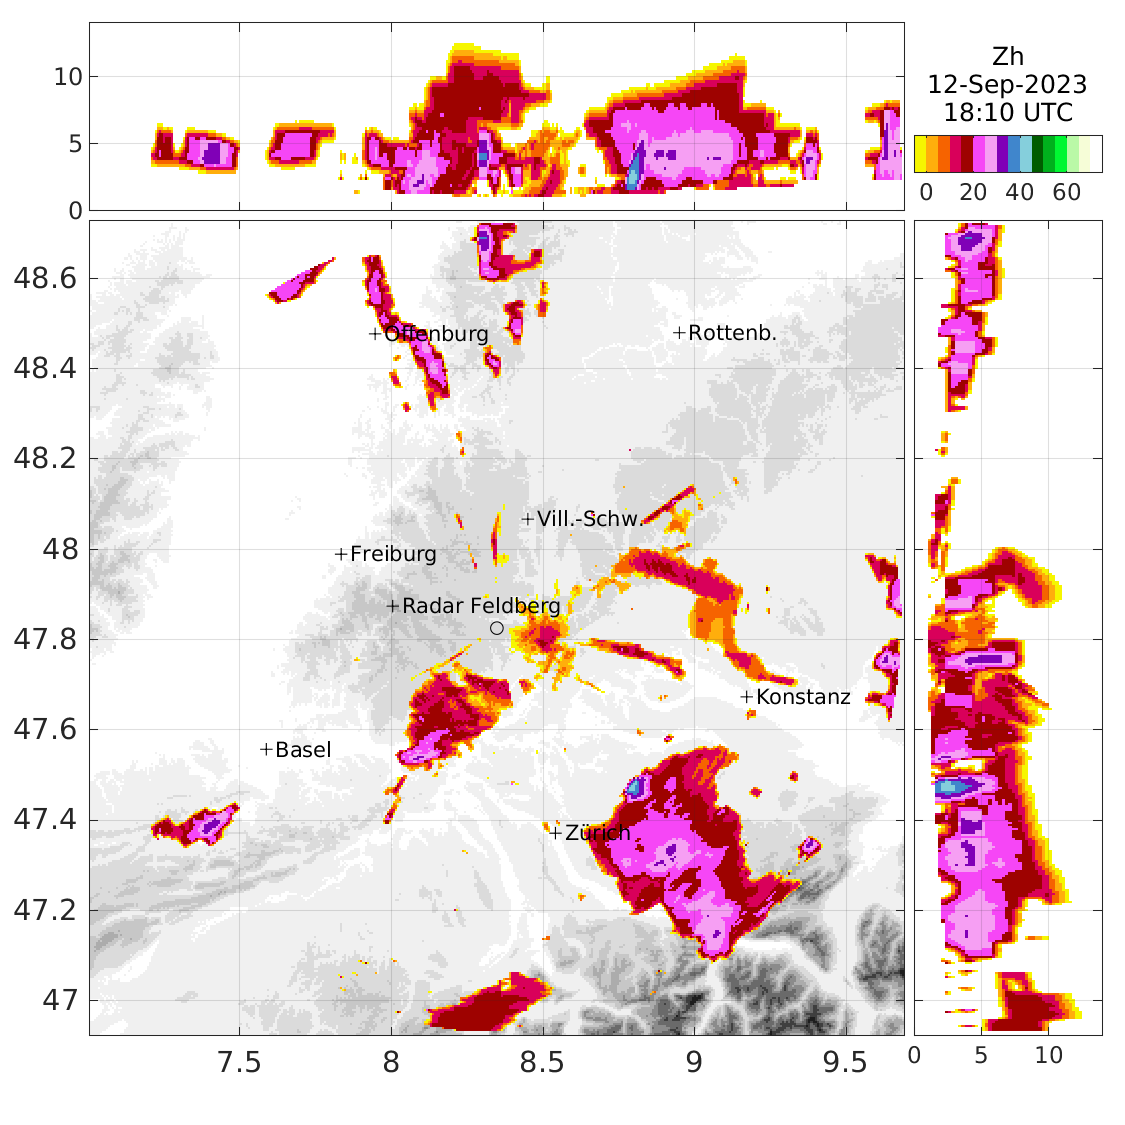 Zh
12-Sep-2023
18:10 UTC
0 20 40 60
10
5
0
48.6
48.4
48.2
48
47.8
47.6
47.4
47.2
47
+Offenburg
+Rottenb.
+Vill.-Schw.
+Freiburg
+Radar Feldberg
+Konstanz
+Basel
+Zürich
7.5 8 8.5 9 9.5
0 5 10